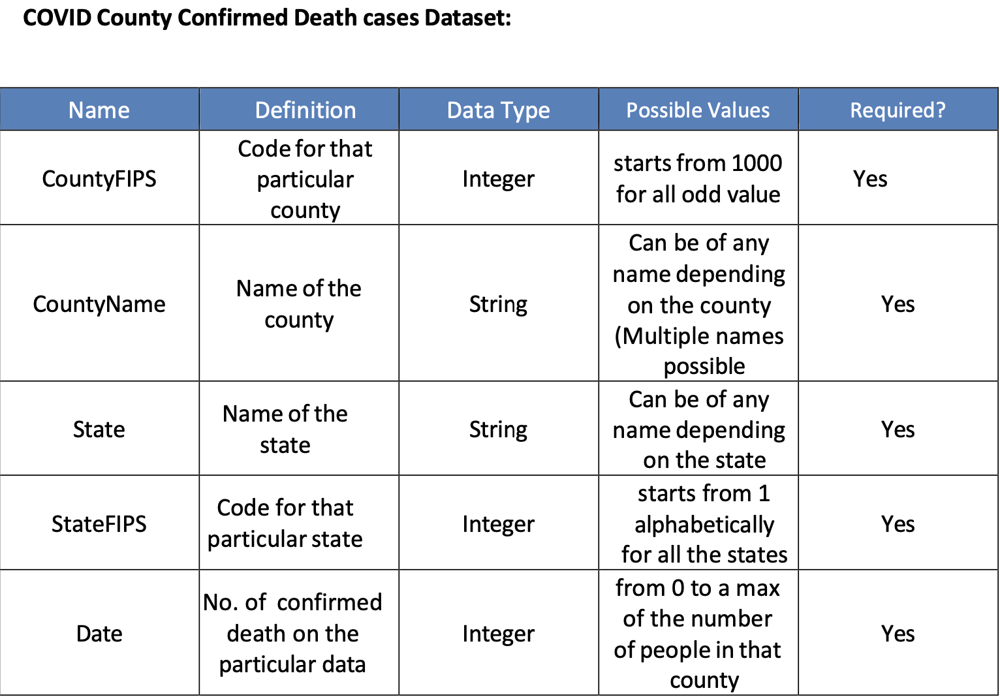 COVID County Confirmed Death cases Dataset:
Name Definition Data Type Possible Values Required?
CountyFIPS
Code for that
particular
county
Integer
starts from 1000
for all odd value
Yes
CountyName
Name of the
county
String
Can be of any
name depending
on the county
(Multiple names
possible
Yes
State
Name of the
state
String
Can be of any
name depending
on the state
Yes
StateFIPS
Code for that
particular state
Integer
starts from 1
alphabetically
for all the states
Yes
Date
No. of confirmed
death on the
particular data
Integer
from 0 to a max
of the number
of people in that
county
Yes